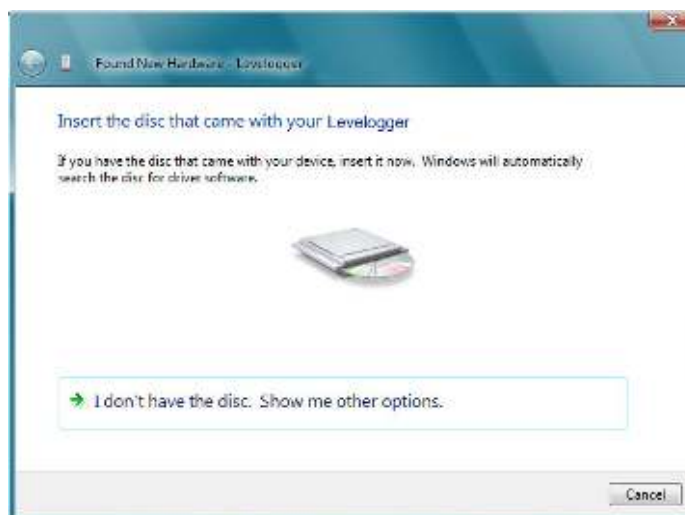 Found New Hardware - Levelogger
Insert the disc that came with your Levelogger
If you have the disc that came with your device, insert it now.  Windows will automatically
search the disc for driver software.
I don't have the disc.  Show me other options.
Cancel